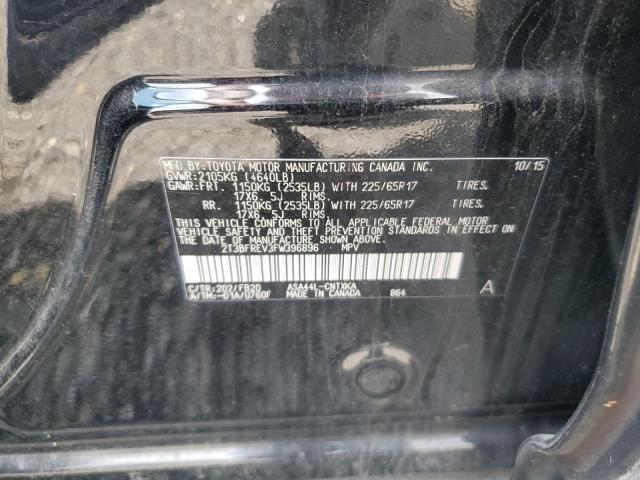 MFD.BY:TOYOTA MOTOR MANUFACTURING CANADA INC. 10/15
GVWR:2105KG (4640LB)
GAWR:FRT. 1150KG (2535LB) WITH 225/65R17 TIRES,
17X6. 5J RIMS,
RR. 1150KG (2535LB) WITH 225/65R17 TIRES,
17X6. 5J RIMS,
THIS VEHICLE CONFORMS TO ALL APPLICABLE FEDERAL MOTOR
VEHICLE SAFETY AND THEFT PREVENTION STANDARDS IN EFFECT ON
THE DATE OF MANUFACTURE SHOWN ABOVE.
2T3BFREV3FW396896 MPV
C/TR:202/FB20 ASA44L-CNTXKA A
A/TM:-01A/U760F MADE IN CANADA 864